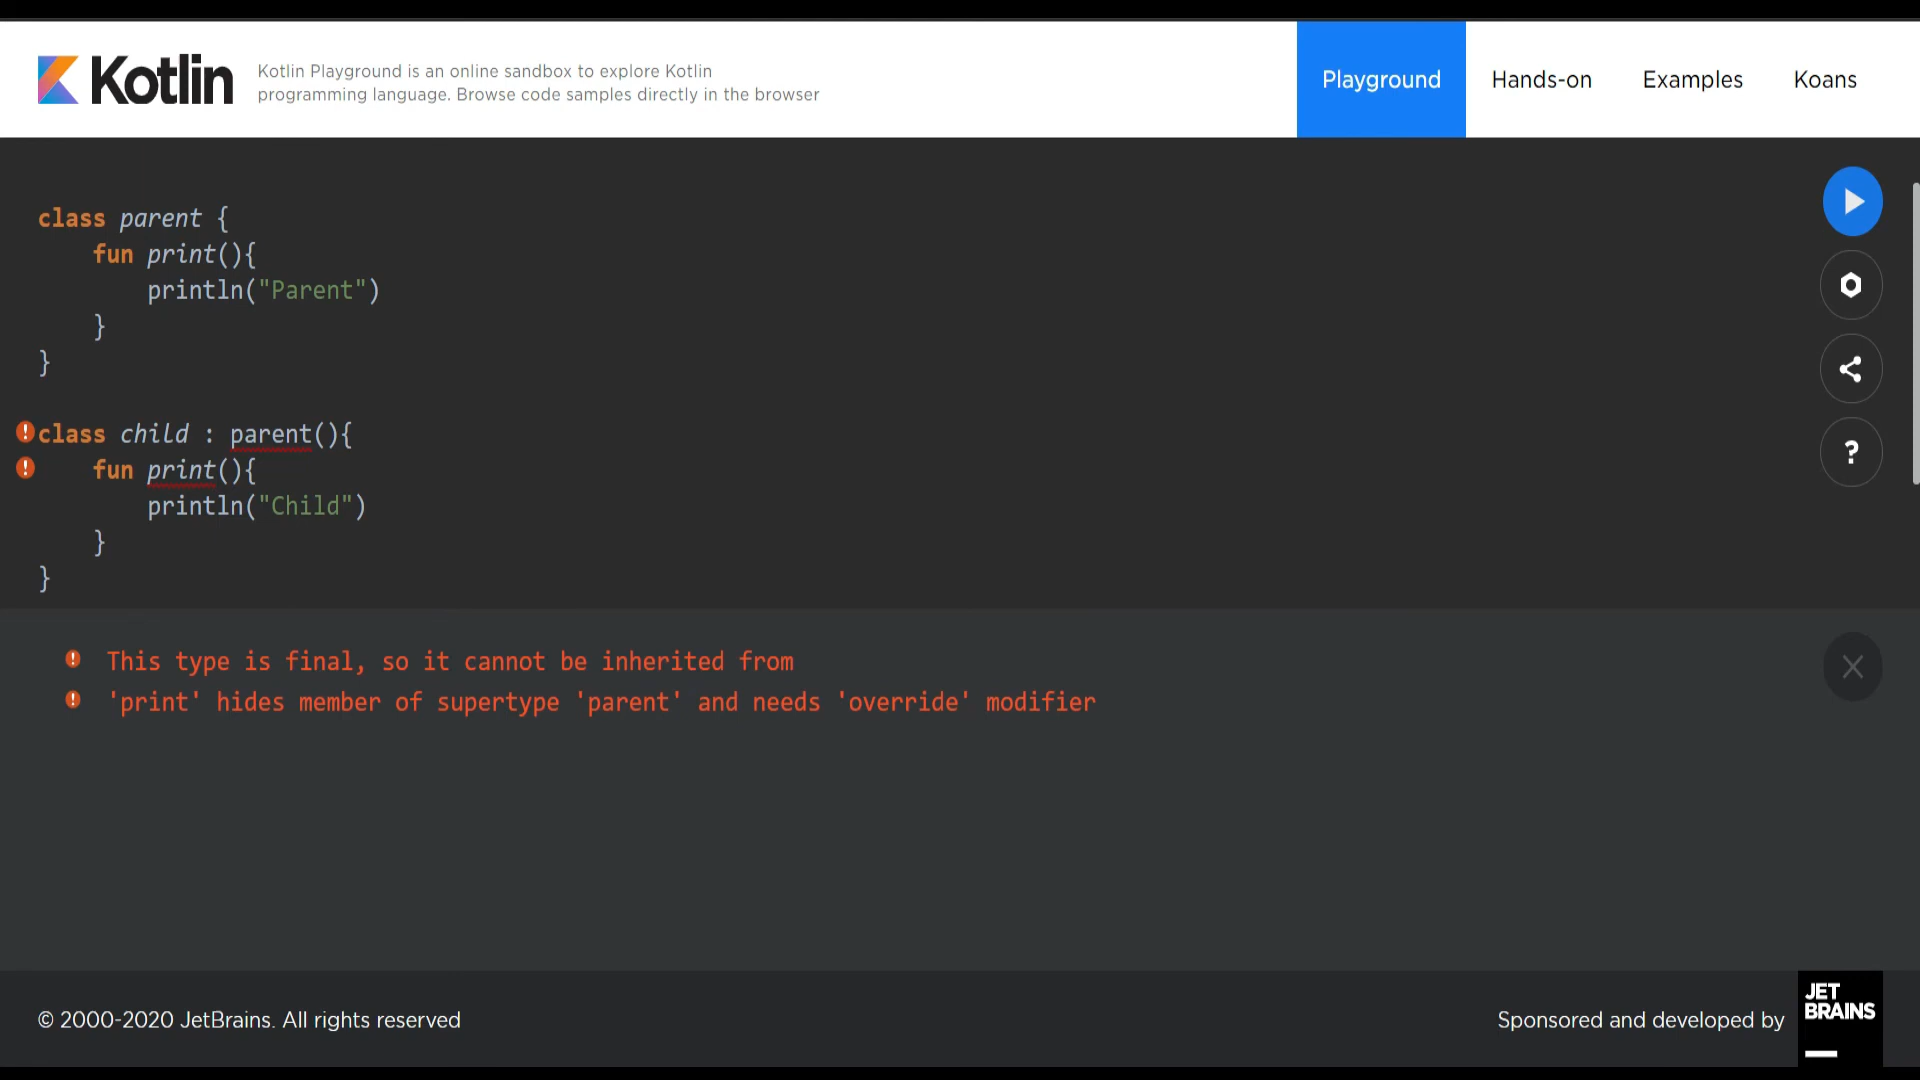 Kotlin
Kotlin Playground is an online sandbox to explore Kotlin
programming language. Browse code samples directly in the browser
Playground
Hands-on
Examples
Koans
class parent {
    fun print(){
        println("Parent")
    }
}
class child : parent(){
    fun print(){
        println("Child")
    }
}
This type is final, so it cannot be inherited from
'print' hides member of supertype 'parent' and needs 'override' modifier
© 2000-2020 JetBrains. All rights reserved
Sponsored and developed by
JET
BRAINS